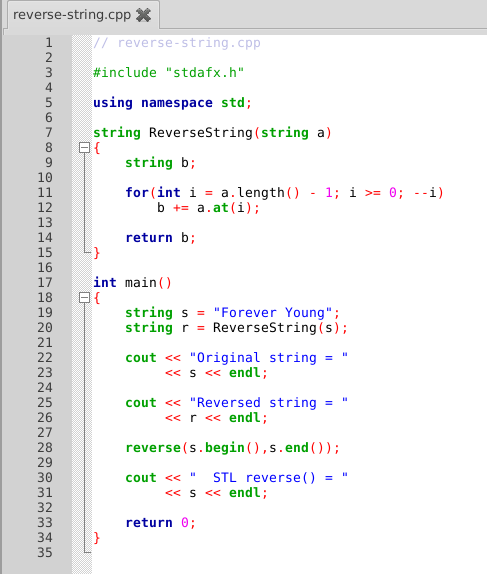 reverse-string.cpp
1 // reverse-string.cpp
2
3 #include "stdafx.h"
4
5 using namespace std;
6
7 string ReverseString(string a)
8 {
9     string b;
10
11     for(int i = a.length() - 1; i >= 0; --i)
12         b += a.at(i);
13
14     return b;
15 }
16
17 int main()
18 {
19     string s = "Forever Young";
20     string r = ReverseString(s);
21
22     cout << "Original string = "
23          << s << endl;
24
25     cout << "Reversed string = "
26          << r << endl;
27
28     reverse(s.begin(),s.end());
29
30     cout << "  STL reverse() = "
31          << s << endl;
32
33     return 0;
34 }
35